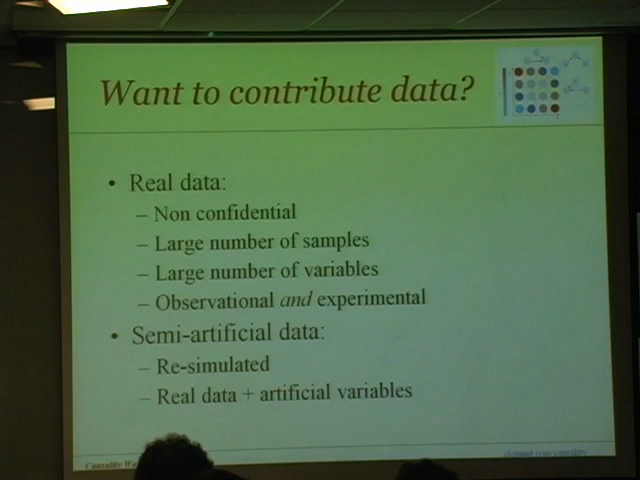 Want to contribute data?
• Real data:
– Non confidential
– Large number of samples
– Large number of variables
– Observational and experimental
• Semi-artificial data:
– Re-simulated
– Real data + artificial variables
Causality